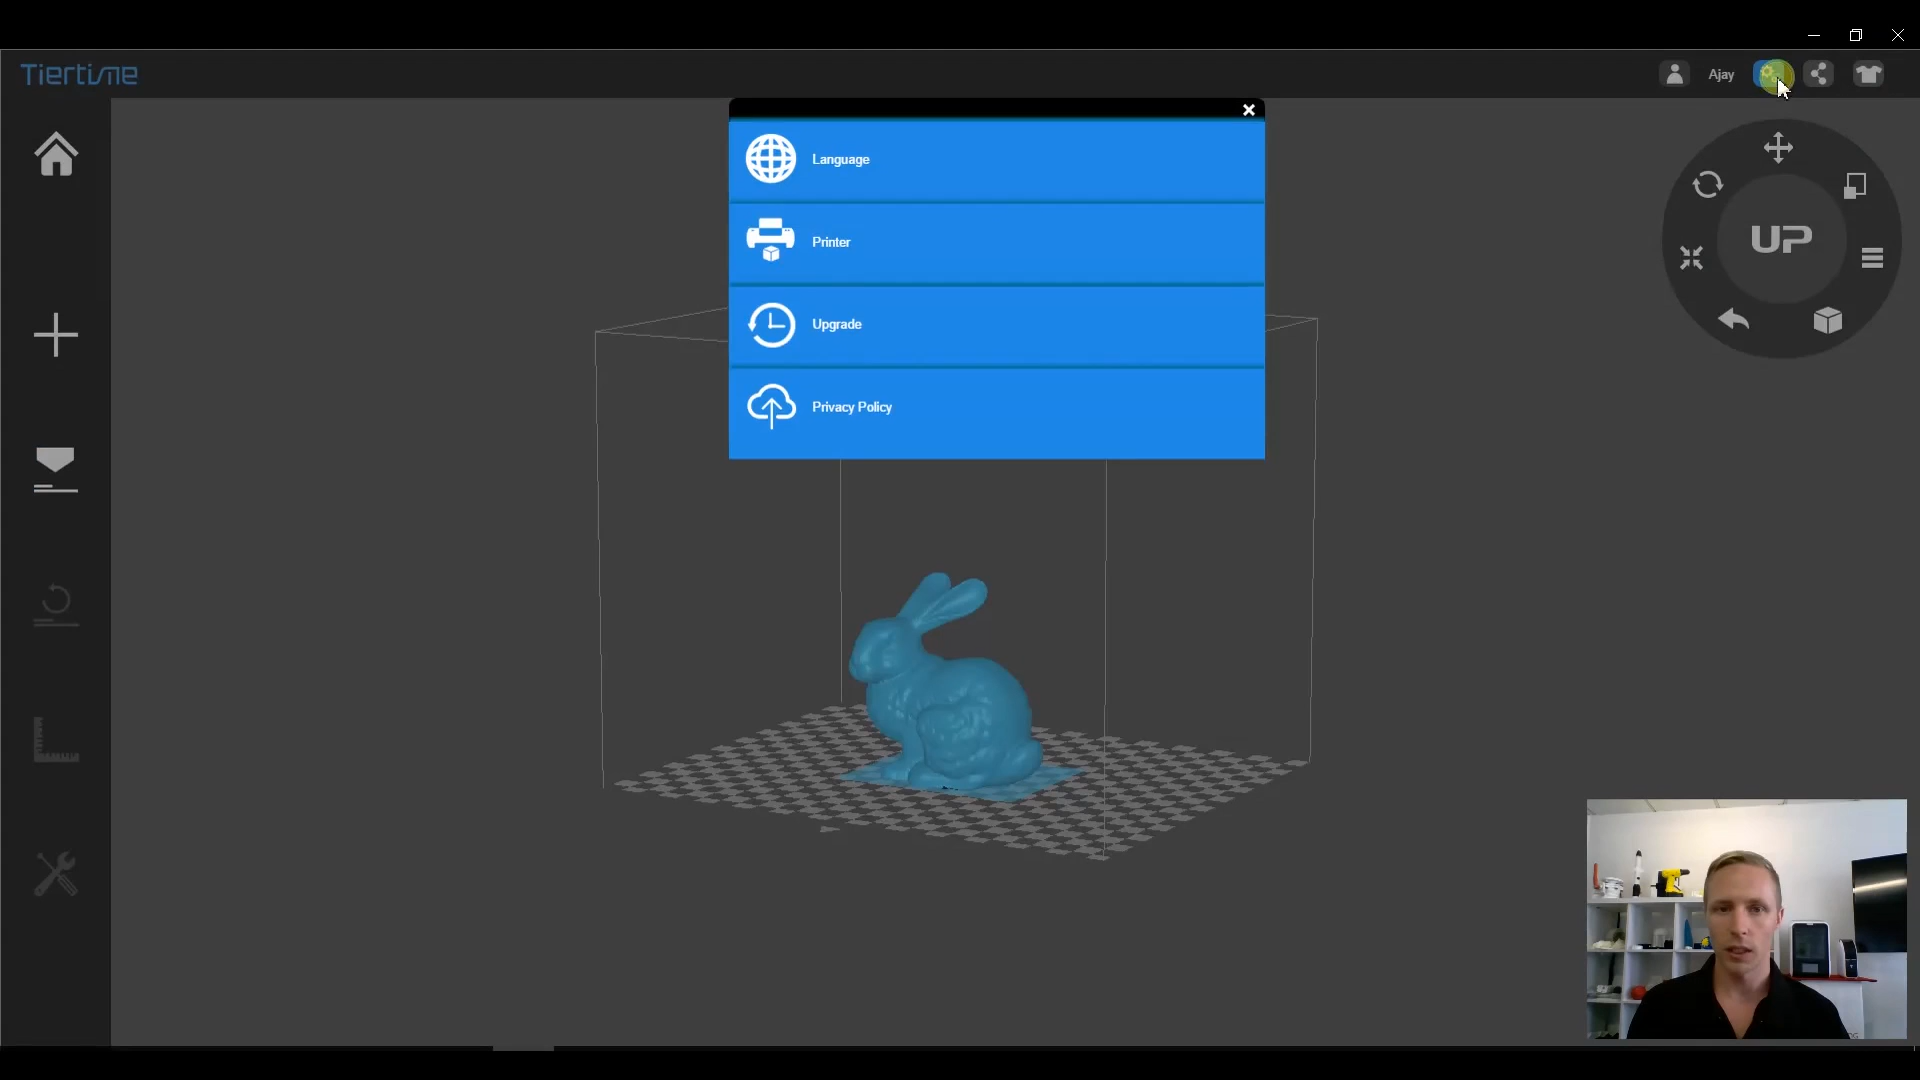 Tiertime
Ajay
Language
Printer
Upgrade
Privacy Policy
UP